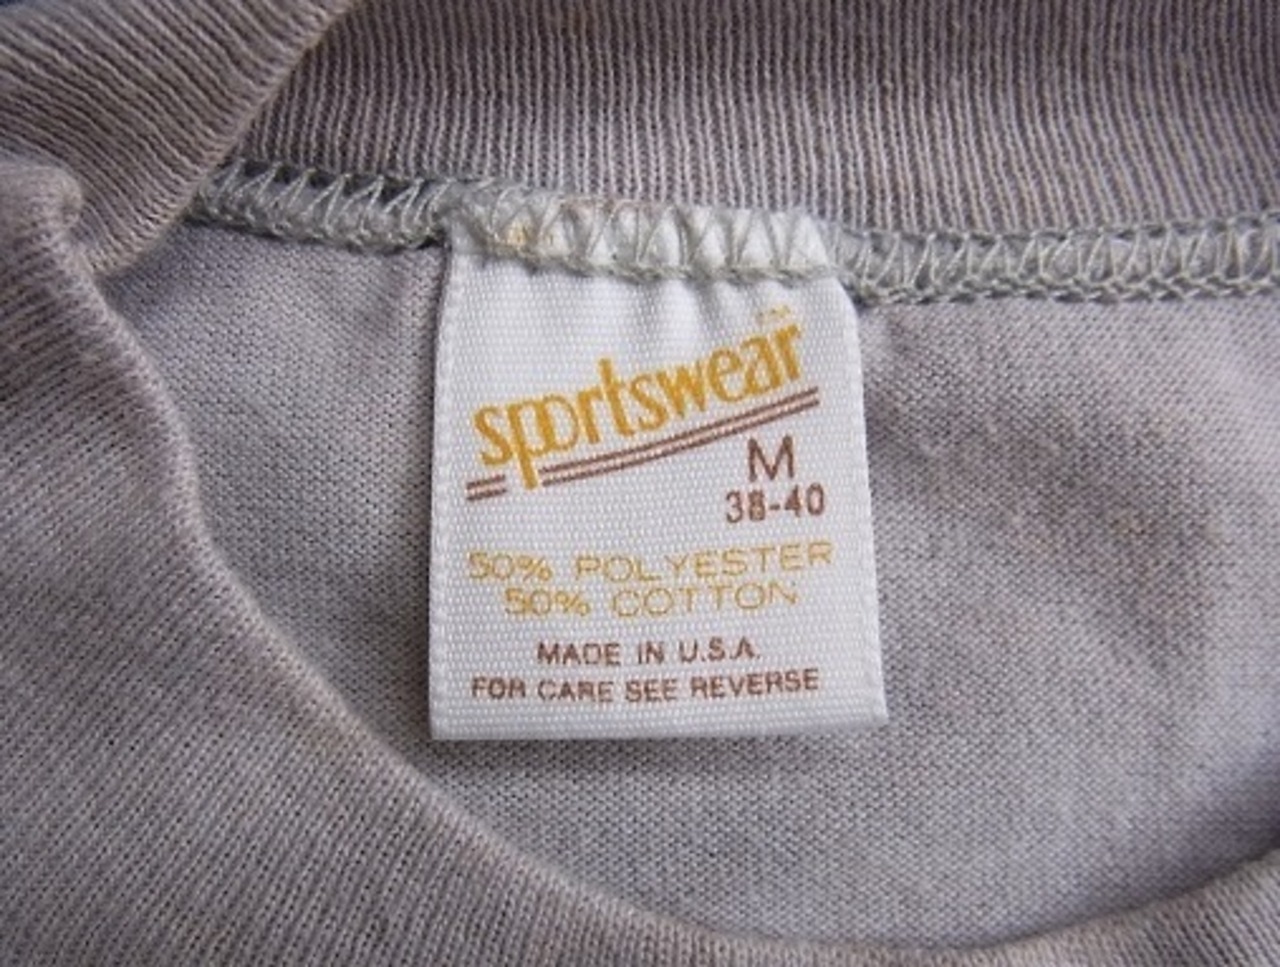 sportswear
M
38-40
50% POLYESTER
50% COTTON
MADE IN U.S.A.
FOR CARE SEE REVERSE